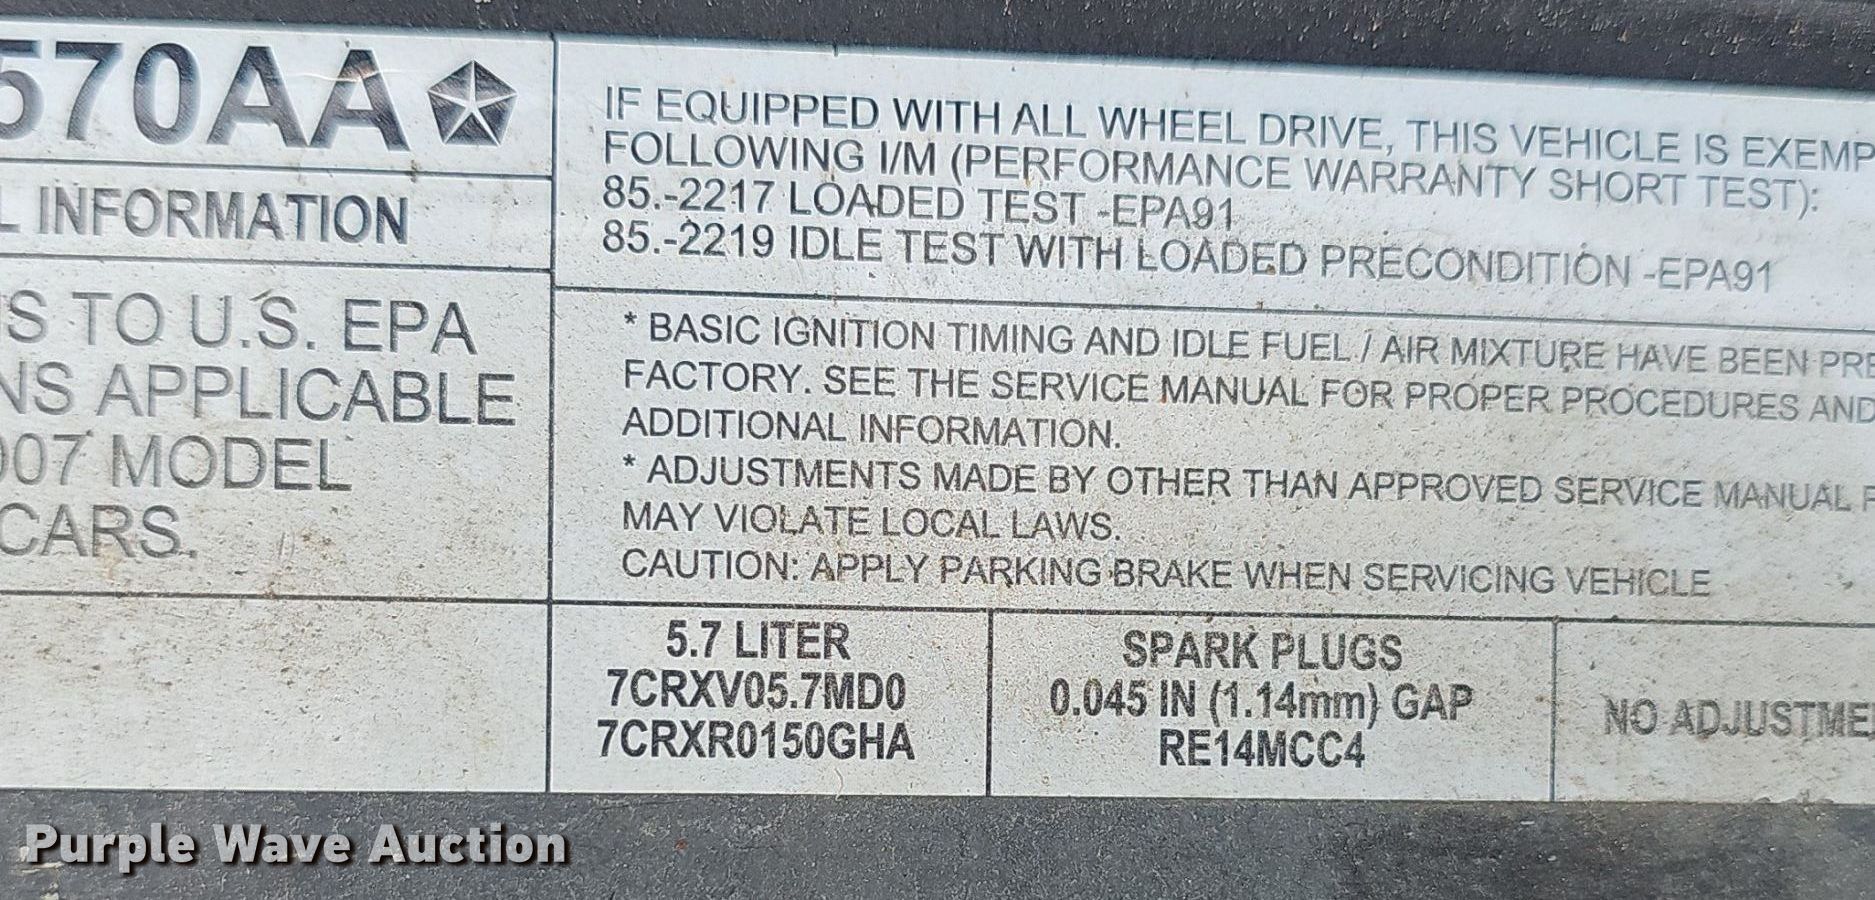 570AA
L INFORMATION
S TO U.S. EPA
NS APPLICABLE
007 MODEL
CARS.
IF EQUIPPED WITH ALL WHEEL DRIVE, THIS VEHICLE IS EXEMP
FOLLOWING I/M (PERFORMANCE WARRANTY SHORT TEST):
85.-2217 LOADED TEST -EPA91
85.-2219 IDLE TEST WITH LOADED PRECONDITION -EPA91
* BASIC IGNITION TIMING AND IDLE FUEL / AIR MIXTURE HAVE BEEN PRE
FACTORY. SEE THE SERVICE MANUAL FOR PROPER PROCEDURES AND
ADDITIONAL INFORMATION.
* ADJUSTMENTS MADE BY OTHER THAN APPROVED SERVICE MANUAL P
MAY VIOLATE LOCAL LAWS.
CAUTION: APPLY PARKING BRAKE WHEN SERVICING VEHICLE
5.7 LITER
7CRXV05.7MD0
7CRXR0150GHA
SPARK PLUGS
0.045 IN (1.14mm) GAP
RE14MCC4
NO ADJUSTME
Purple Wave Auction